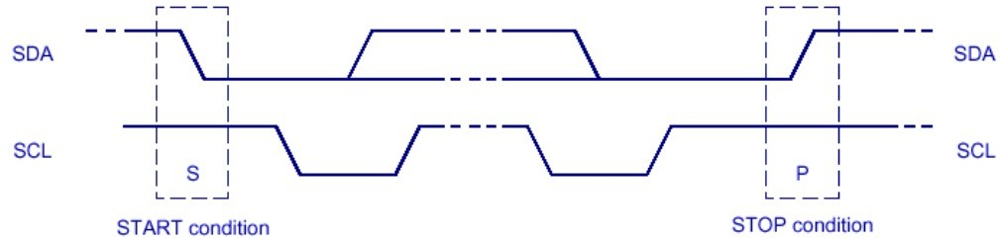 SDA
SDA
SCL
SCL
S
P
START condition
STOP condition